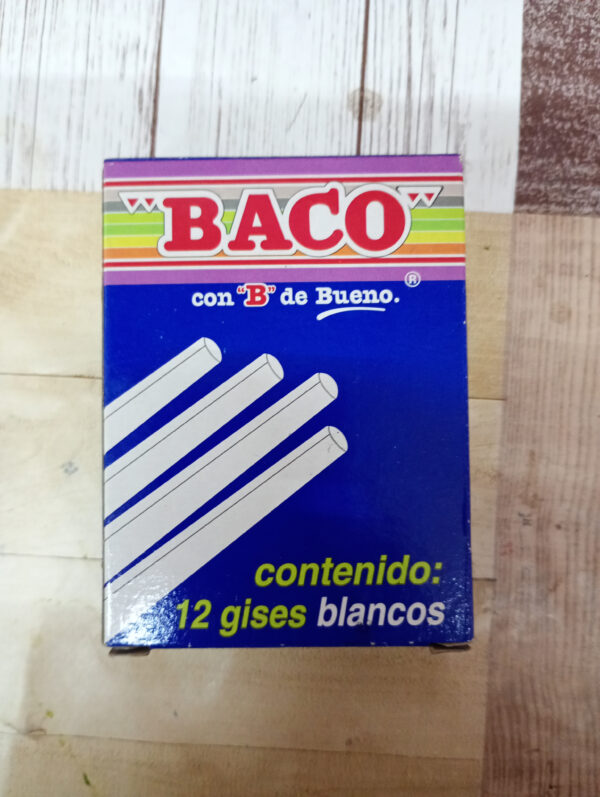 "BACO"
®
con "B" de Bueno.
contenido:
12 gises blancos